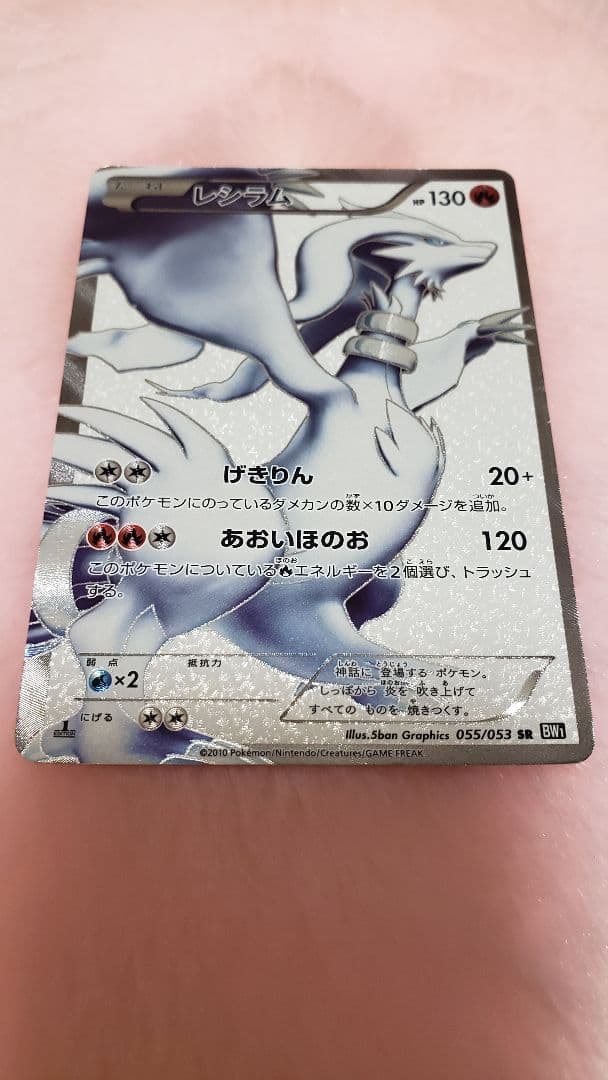 たね レシラム HP 130
げきりん 20+
このポケモンにのっているダメカンの数×10ダメージを追加。
あおいほのお 120
このポケモンについている エネルギーを2個選び、トラッシュ
する。
弱点 抵抗力
×2
にげる
神話に 登場する ポケモン。
しっぽから 炎を 吹き上げて
すべての ものを 焼きつくす。
1 EDITION
Illus.5ban Graphics 055/053 SR BW1
©2010 Pokémon/Nintendo/Creatures/GAME FREAK